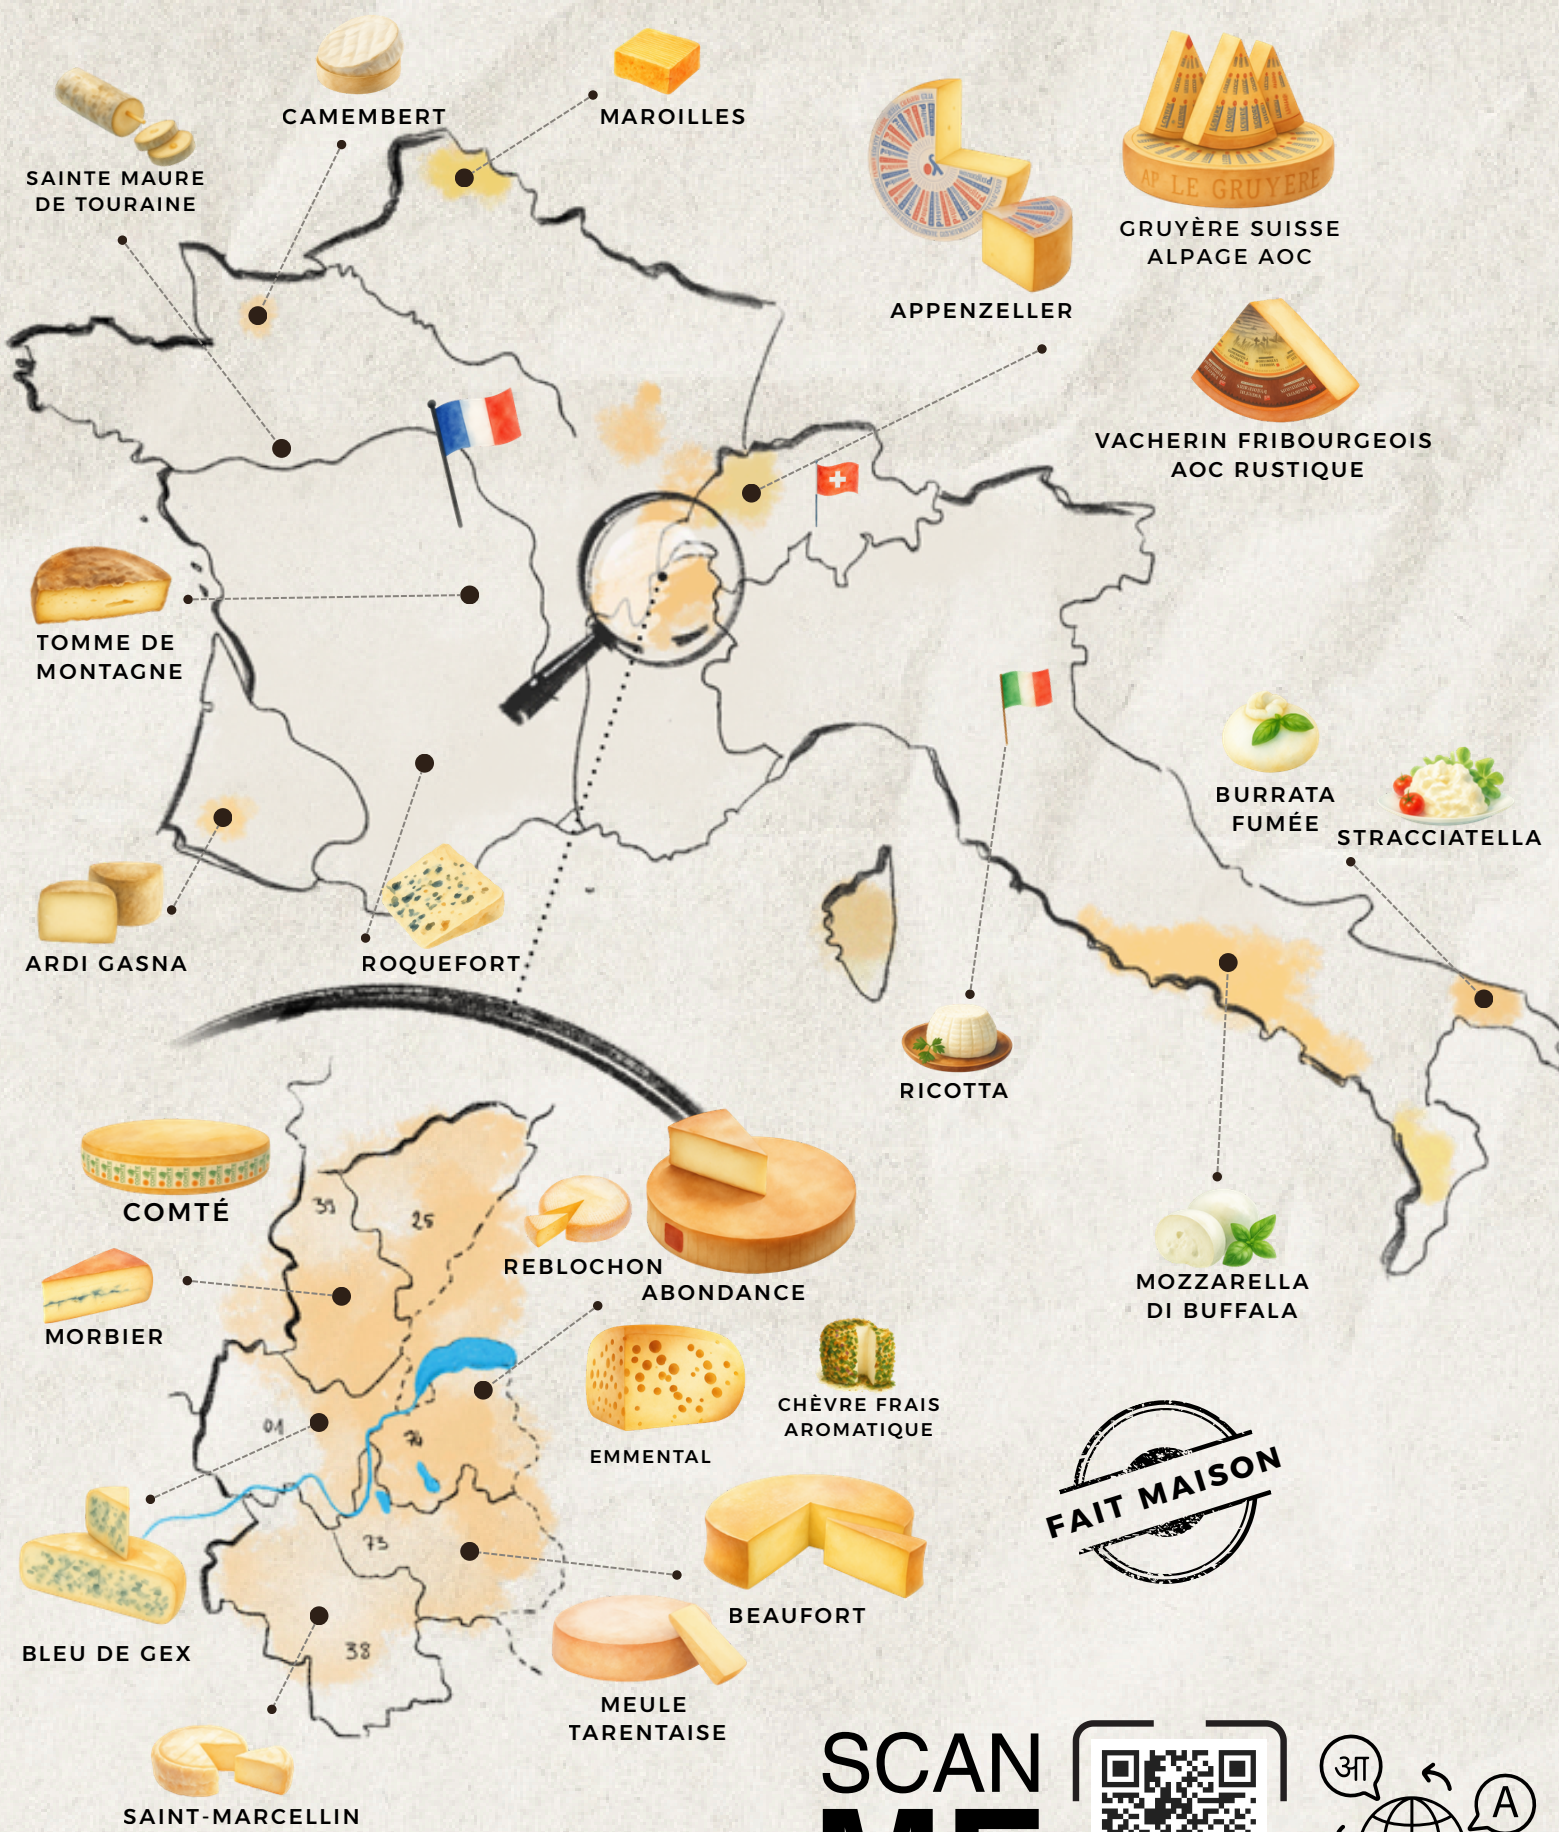 CAMEMBERT
MAROILLES
SAINTE MAURE
DE TOURAINE
AP LE GRUYERE
GRUYÈRE SUISSE
ALPAGE AOC
APPENZELLER
VACHERIN FRIBOURGEOIS
AOC RUSTIQUE
TOMME DE
MONTAGNE
BURRATA
FUMÉE
STRACCIATELLA
ARDI GASNA
ROQUEFORT
RICOTTA
COMTÉ
39
25
REBLOCHON
ABONDANCE
MORBIER
MOZZARELLA
DI BUFFALA
CHÈVRE FRAIS
AROMATIQUE
01
EMMENTAL
FAIT MAISON
73
BEAUFORT
BLEU DE GEX
38
MEULE
TARENTAISE
SAINT-MARCELLIN
SCAN
ME
आ
A